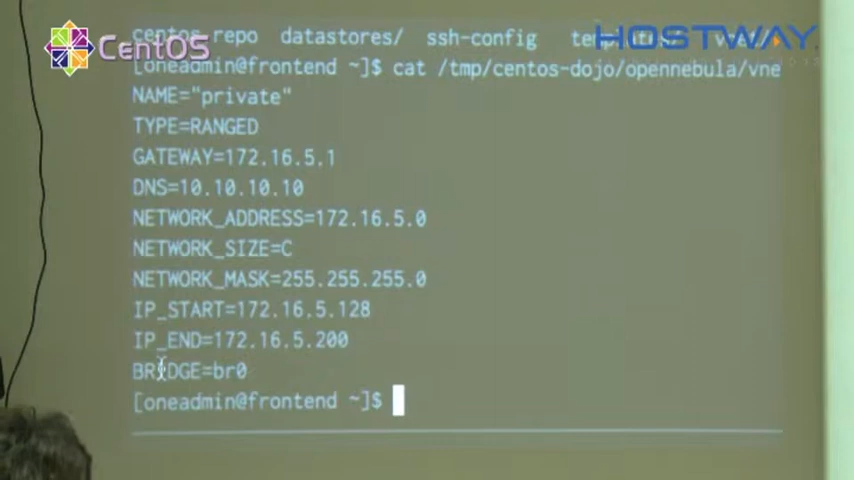 CentOS
HOSTWAY
centos.repo datastores/ ssh-config
[oneadmin@frontend ~]$ cat /tmp/centos-dojo/opennebula/vne
NAME="private"
TYPE=RANGED
GATEWAY=172.16.5.1
DNS=10.10.10.10
NETWORK_ADDRESS=172.16.5.0
NETWORK_SIZE=C
NETWORK_MASK=255.255.255.0
IP_START=172.16.5.128
IP_END=172.16.5.200
BRIDGE=br0
[oneadmin@frontend ~]$